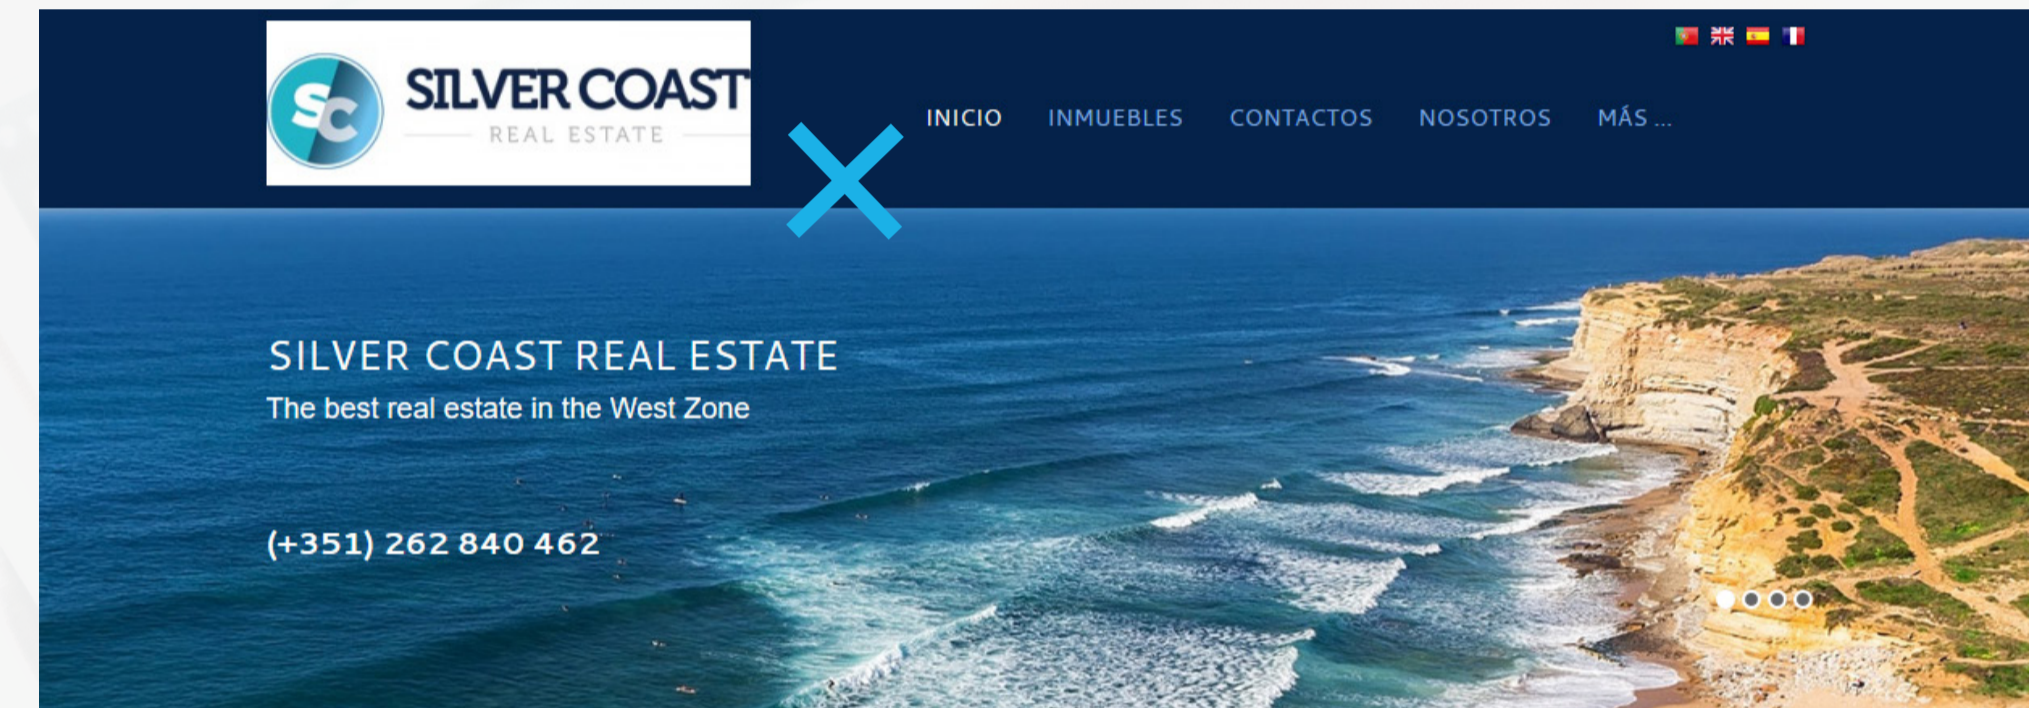 SC
SILVER COAST
REAL ESTATE
INICIO INMUEBLES CONTACTOS NOSOTROS MÁS ...
SILVER COAST REAL ESTATE
The best real estate in the West Zone
(+351) 262 840 462